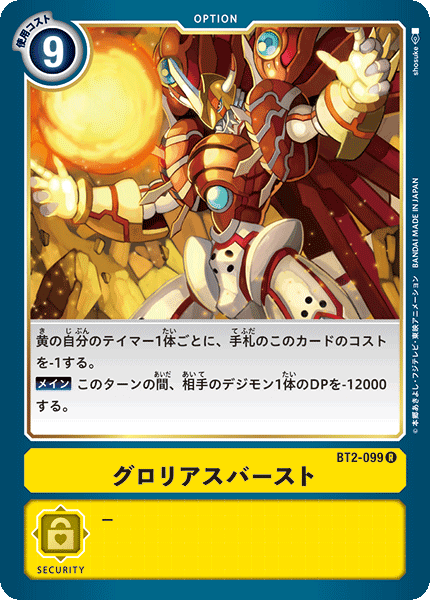 OPTION
使用コスト
9
shosuke
©本郷あきよし・フジテレビ・東映アニメーション BANDAI MADE IN JAPAN
黄の自分のテイマー1体ごとに、手札のこのカードのコスト
を-1する。
メイン このターンの間、相手のデジモン1体のDPを-12000
する。
BT2-099 R
グロリアスバースト
ー
SECURITY